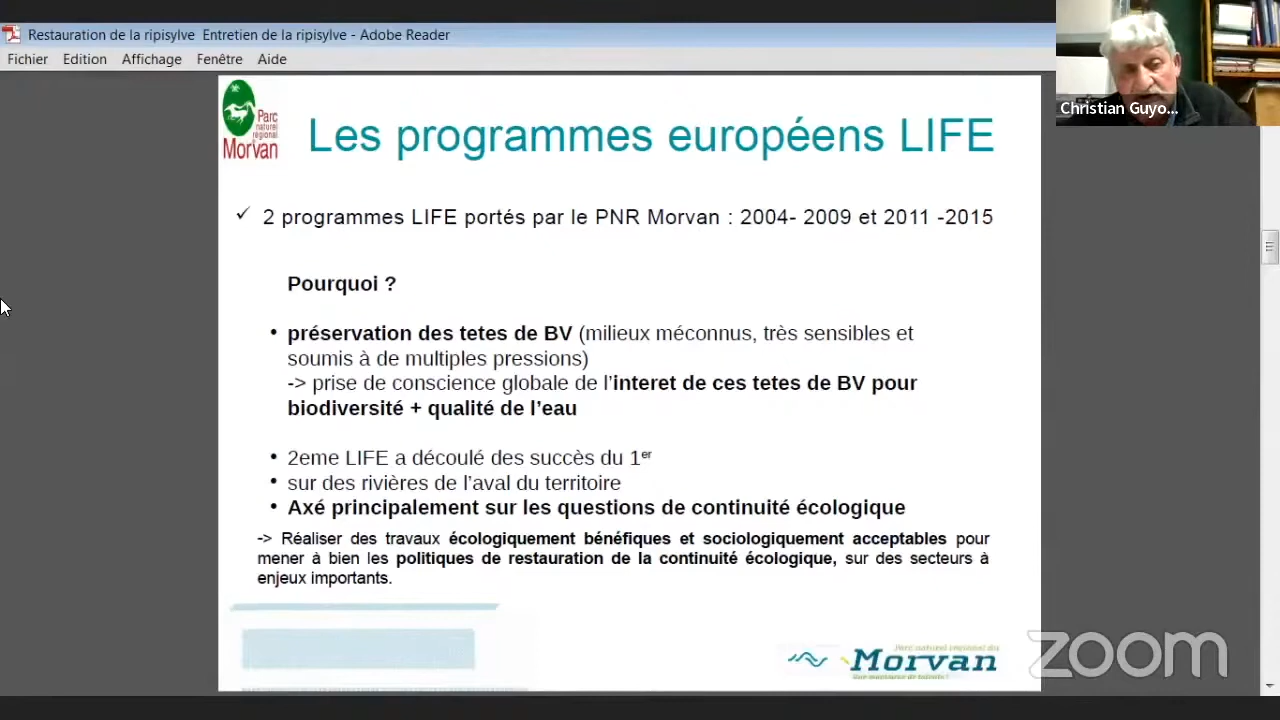 Restauration de la ripisylve Entretien de la ripisylve - Adobe Reader
Fichier Edition Affichage Fenêtre Aide
Christian Guyo...
Parc
naturel
régional
Morvan
Les programmes européens LIFE
2 programmes LIFE portés par le PNR Morvan : 2004- 2009 et 2011 -2015
Pourquoi ?
• préservation des tetes de BV (milieux méconnus, très sensibles et
soumis à de multiples pressions)
-> prise de conscience globale de l'interet de ces tetes de BV pour
biodiversité + qualité de l'eau
• 2eme LIFE a découlé des succès du 1er
• sur des rivières de l'aval du territoire
• Axé principalement sur les questions de continuité écologique
-> Réaliser des travaux écologiquement bénéfiques et sociologiquement acceptables pour
mener à bien les politiques de restauration de la continuité écologique, sur des secteurs à
enjeux importants.
Parc naturel régional du
Morvan
zoom